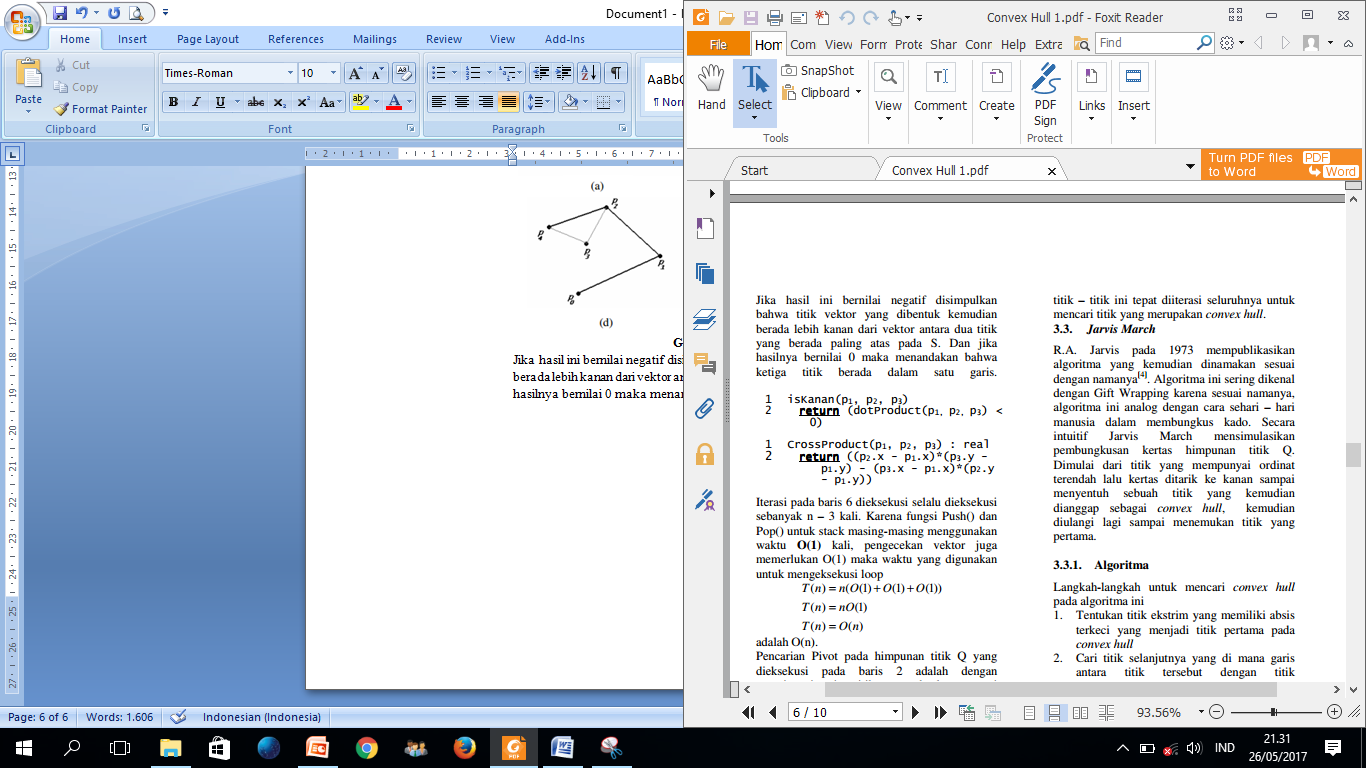 Document1 -
Home Insert Page Layout References Mailings Review View Add-Ins
Paste
Cut
Copy
Format Painter
Clipboard
Times-Roman 10
Font
Paragraph
AaBbC
¶ Norr
(a)
P2
P4
P3
P1
P0
(d)
G
Jika hasil ini bernilai negatif disi
berada lebih kanan dari vektor an
hasilnya bernilai 0 maka menan
Page: 6 of 6 Words: 1.606 Indonesian (Indonesia)
Convex Hull 1.pdf - Foxit Reader
File Hom Com View Form Prote Shar Conr Help Extra Find
Hand
Select
SnapShot
Clipboard
Tools
View
Comment
Create
PDF
Sign
Protect
Links
Insert
Start
Convex Hull 1.pdf
Turn PDF files
to Word
PDF
Word
Jika hasil ini bernilai negatif disimpulkan
bahwa titik vektor yang dibentuk kemudian
berada lebih kanan dari vektor antara dua titik
yang berada paling atas pada S. Dan jika
hasilnya bernilai 0 maka menandakan bahwa
ketiga titik berada dalam satu garis.
1 isKanan(p1, p2, p3)
2 return (dotProduct(p1, p2, p3) <
0)
1 CrossProduct(p1, p2, p3) : real
2 return ((p2.x – p1.x)*(p3.y –
p1.y) – (p3.x – p1.x)*(p2.y
– p1.y))
Iterasi pada baris 6 dieksekusi selalu dieksekusi
sebanyak n – 3 kali. Karena fungsi Push() dan
Pop() untuk stack masing-masing menggunakan
waktu O(1) kali, pengecekan vektor juga
memerlukan O(1) maka waktu yang digunakan
untuk mengeksekusi loop
T(n) = n(O(1) + O(1) + O(1))
T(n) = nO(1)
T(n) = O(n)
adalah O(n).
Pencarian Pivot pada himpunan titik Q yang
dieksekusi pada baris 2 adalah dengan
titik – titik ini tepat diiterasi seluruhnya untuk
mencari titik yang merupakan convex hull.
3.3. Jarvis March
R.A. Jarvis pada 1973 mempublikasikan
algoritma yang kemudian dinamakan sesuai
dengan namanya[4]. Algoritma ini sering dikenal
dengan Gift Wrapping karena sesuai namanya,
algoritma ini analog dengan cara sehari – hari
manusia dalam membungkus kado. Secara
intuitif Jarvis March mensimulasikan
pembungkusan kertas himpunan titik Q.
Dimulai dari titik yang mempunyai ordinat
terendah lalu kertas ditarik ke kanan sampai
menyentuh sebuah titik yang kemudian
dianggap sebagai convex hull, kemudian
diulangi lagi sampai menemukan titik yang
pertama.
3.3.1. Algoritma
Langkah-langkah untuk mencari convex hull
pada algoritma ini
1. Tentukan titik ekstrim yang memiliki absis
terkeci yang menjadi titik pertama pada
convex hull
2. Cari titik selanjutnya yang di mana garis
antara titik tersebut dengan titik
6 / 10
93.56%
IND
21.31
26/05/2017